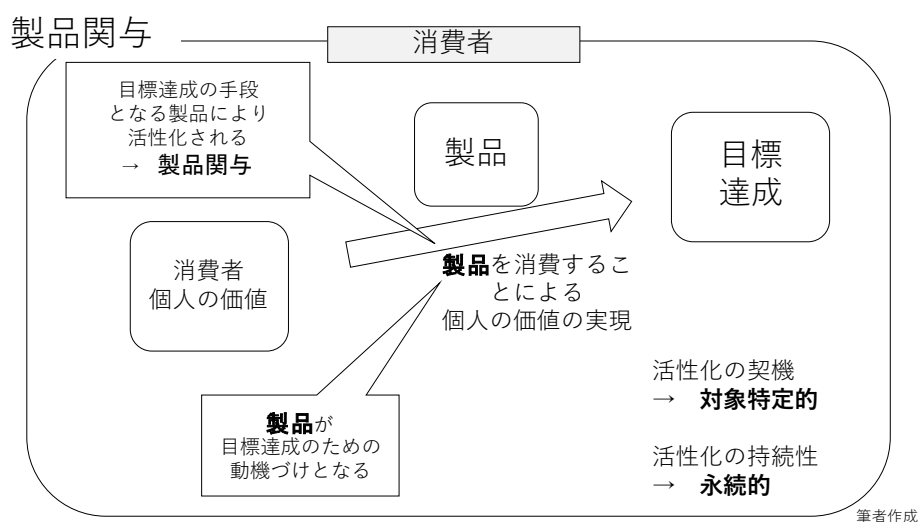 製品関与
消費者
目標達成の手段
となる製品により
活性化される
→ 製品関与
製品
目標
達成
消費者
個人の価値
製品を消費するこ
とによる
個人の価値の実現
製品が
目標達成のための
動機づけとなる
活性化の契機
→ 対象特定的
活性化の持続性
→ 永続的
筆者作成